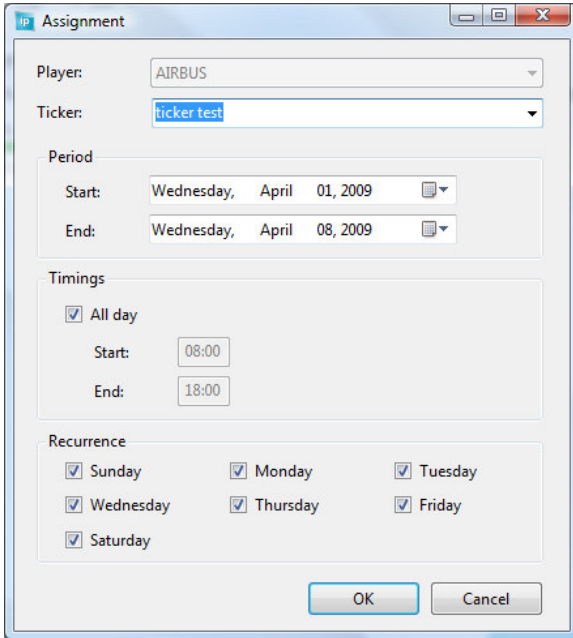 ip Assignment
Player: AIRBUS
Ticker: ticker test
Period
Start: Wednesday, April 01, 2009
End: Wednesday, April 08, 2009
Timings
All day
Start: 08:00
End: 18:00
Recurrence
Sunday Monday Tuesday
Wednesday Thursday Friday
Saturday
OK Cancel